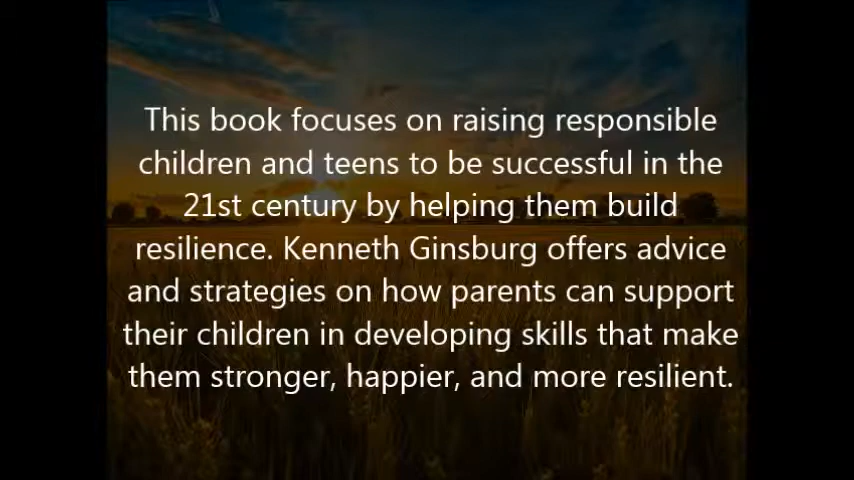 This book focuses on raising responsible
children and teens to be successful in the
21st century by helping them build
resilience. Kenneth Ginsburg offers advice
and strategies on how parents can support
their children in developing skills that make
them stronger, happier, and more resilient.